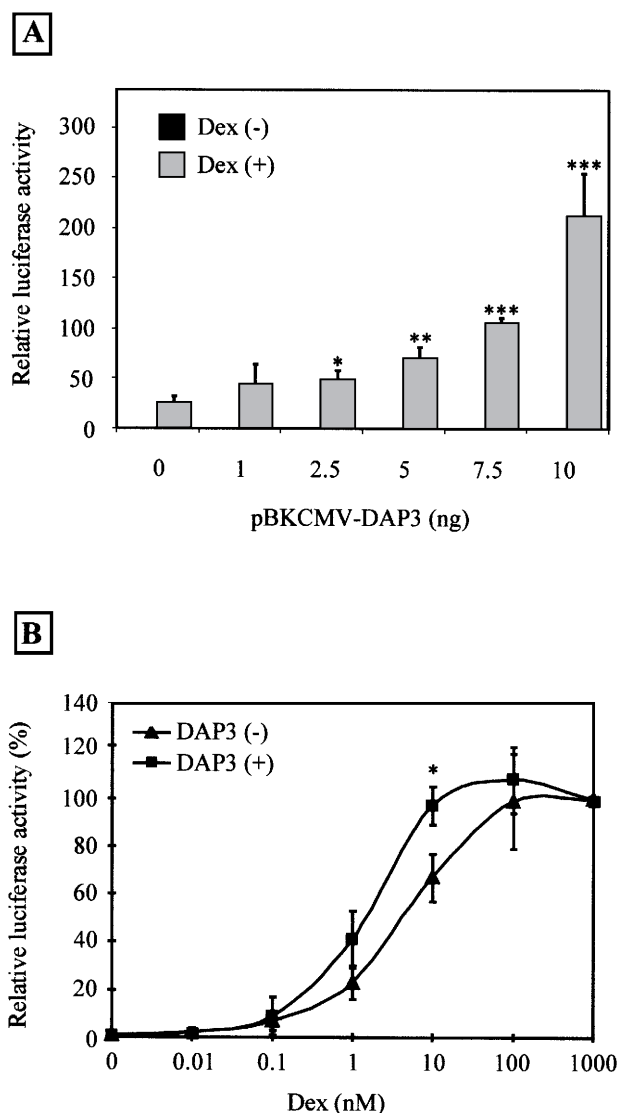 A
Relative luciferase activity
300
250
200
150
100
50
0
Dex (-)
Dex (+)
*
**
***
***
0 1 2.5 5 7.5 10
pBKCMV-DAP3 (ng)
B
Relative luciferase activity (%)
140
120
100
80
60
40
20
0
DAP3 (-)
DAP3 (+)
*
0 0.01 0.1 1 10 100 1000
Dex (nM)